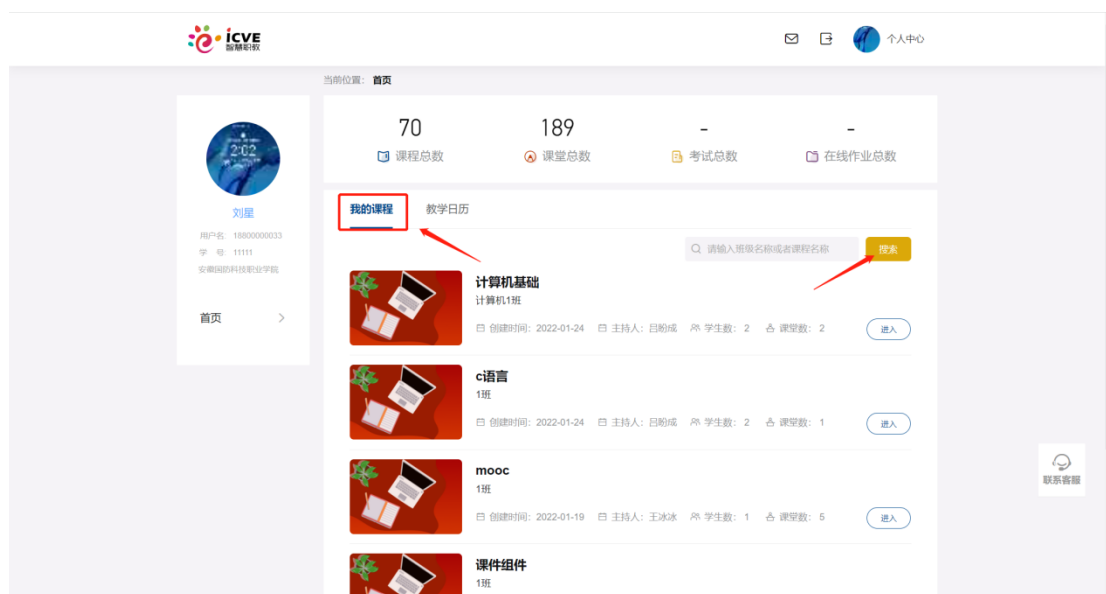 icve
智慧职教
个人中心
当前位置： 首页
70
189
-
-
课程总数
课堂总数
考试总数
在线作业总数
2:02
刘星
用户名: 18800000033
学 号: 11111
安徽国防科技职业学院
首页
我的课程
教学日历
请输入班级名称或者课程名称
搜索
计算机基础
计算机1班
创建时间：2022-01-24 主持人：吕盼成 学生数：2 课堂数：2
进入
c语言
1班
创建时间：2022-01-24 主持人：吕盼成 学生数：2 课堂数：1
进入
mooc
1班
创建时间：2022-01-19 主持人：王冰冰 学生数：1 课堂数：5
进入
课件组件
1班
联系客服